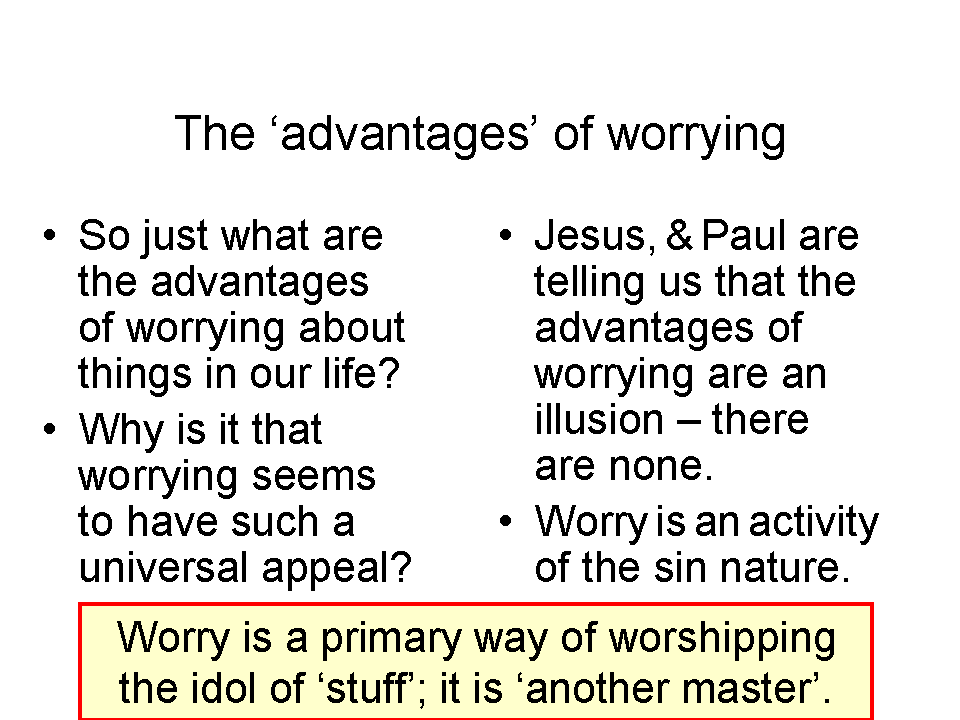 The ‘advantages’ of worrying
• So just what are
the advantages
of worrying about
things in our life?
• Why is it that
worrying seems
to have such a
universal appeal?
• Jesus, & Paul are
telling us that the
advantages of
worrying are an
illusion – there
are none.
• Worry is an activity
of the sin nature.
Worry is a primary way of worshipping
the idol of ‘stuff’; it is ‘another master’.